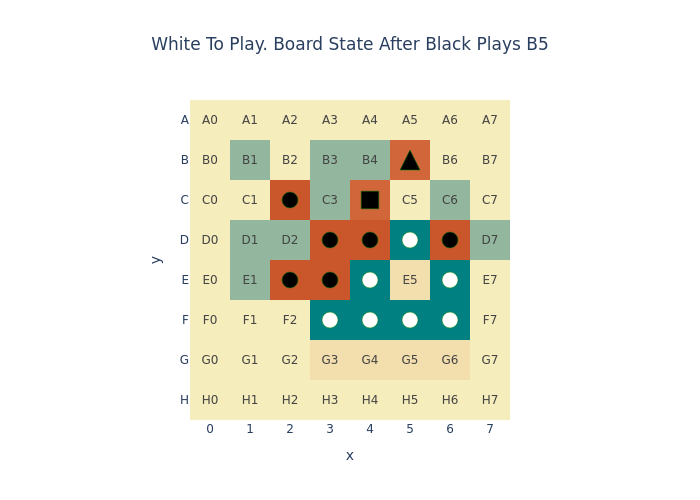 White To Play. Board State After Black Plays B5
A A0 A1 A2 A3 A4 A5 A6 A7
B B0 B1 B2 B3 B4 B6 B7
C C0 C1 C3 C5 C6 C7
D D0 D1 D2 D7
E E0 E1 E5 E7
F F0 F1 F2 F7
G G0 G1 G2 G3 G4 G5 G6 G7
H H0 H1 H2 H3 H4 H5 H6 H7
0 1 2 3 4 5 6 7
x
y